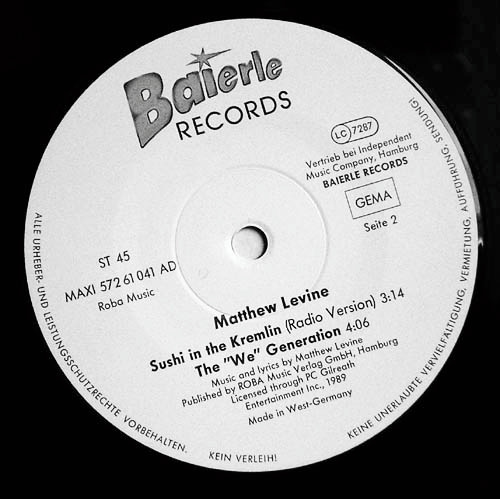 Baierle
RECORDS
LC 7287
Vertrieb bei Independent
Music Company, Hamburg
BAIERLE RECORDS
GEMA
Seite 2
ST 45
MAXI 572 61 041 AD
Roba Music
Matthew Levine
Sushi in the Kremlin (Radio Version) 3:14
The "We" Generation 4:06
Music and lyrics by Matthew Levine
Published by ROBA Music Verlag GmbH, Hamburg
Licensed through PC Gilreath
Entertainment Inc., 1989
Made in West-Germany
ALLE URHEBER- UND LEISTUNGSSCHUTZRECHTE VORBEHALTEN.
KEIN VERLEIH!
KEINE UNERLAUBTE VERVIELFALTIGUNG, VERMIETUNG, AUFFUHRUNG, SENDUNG!